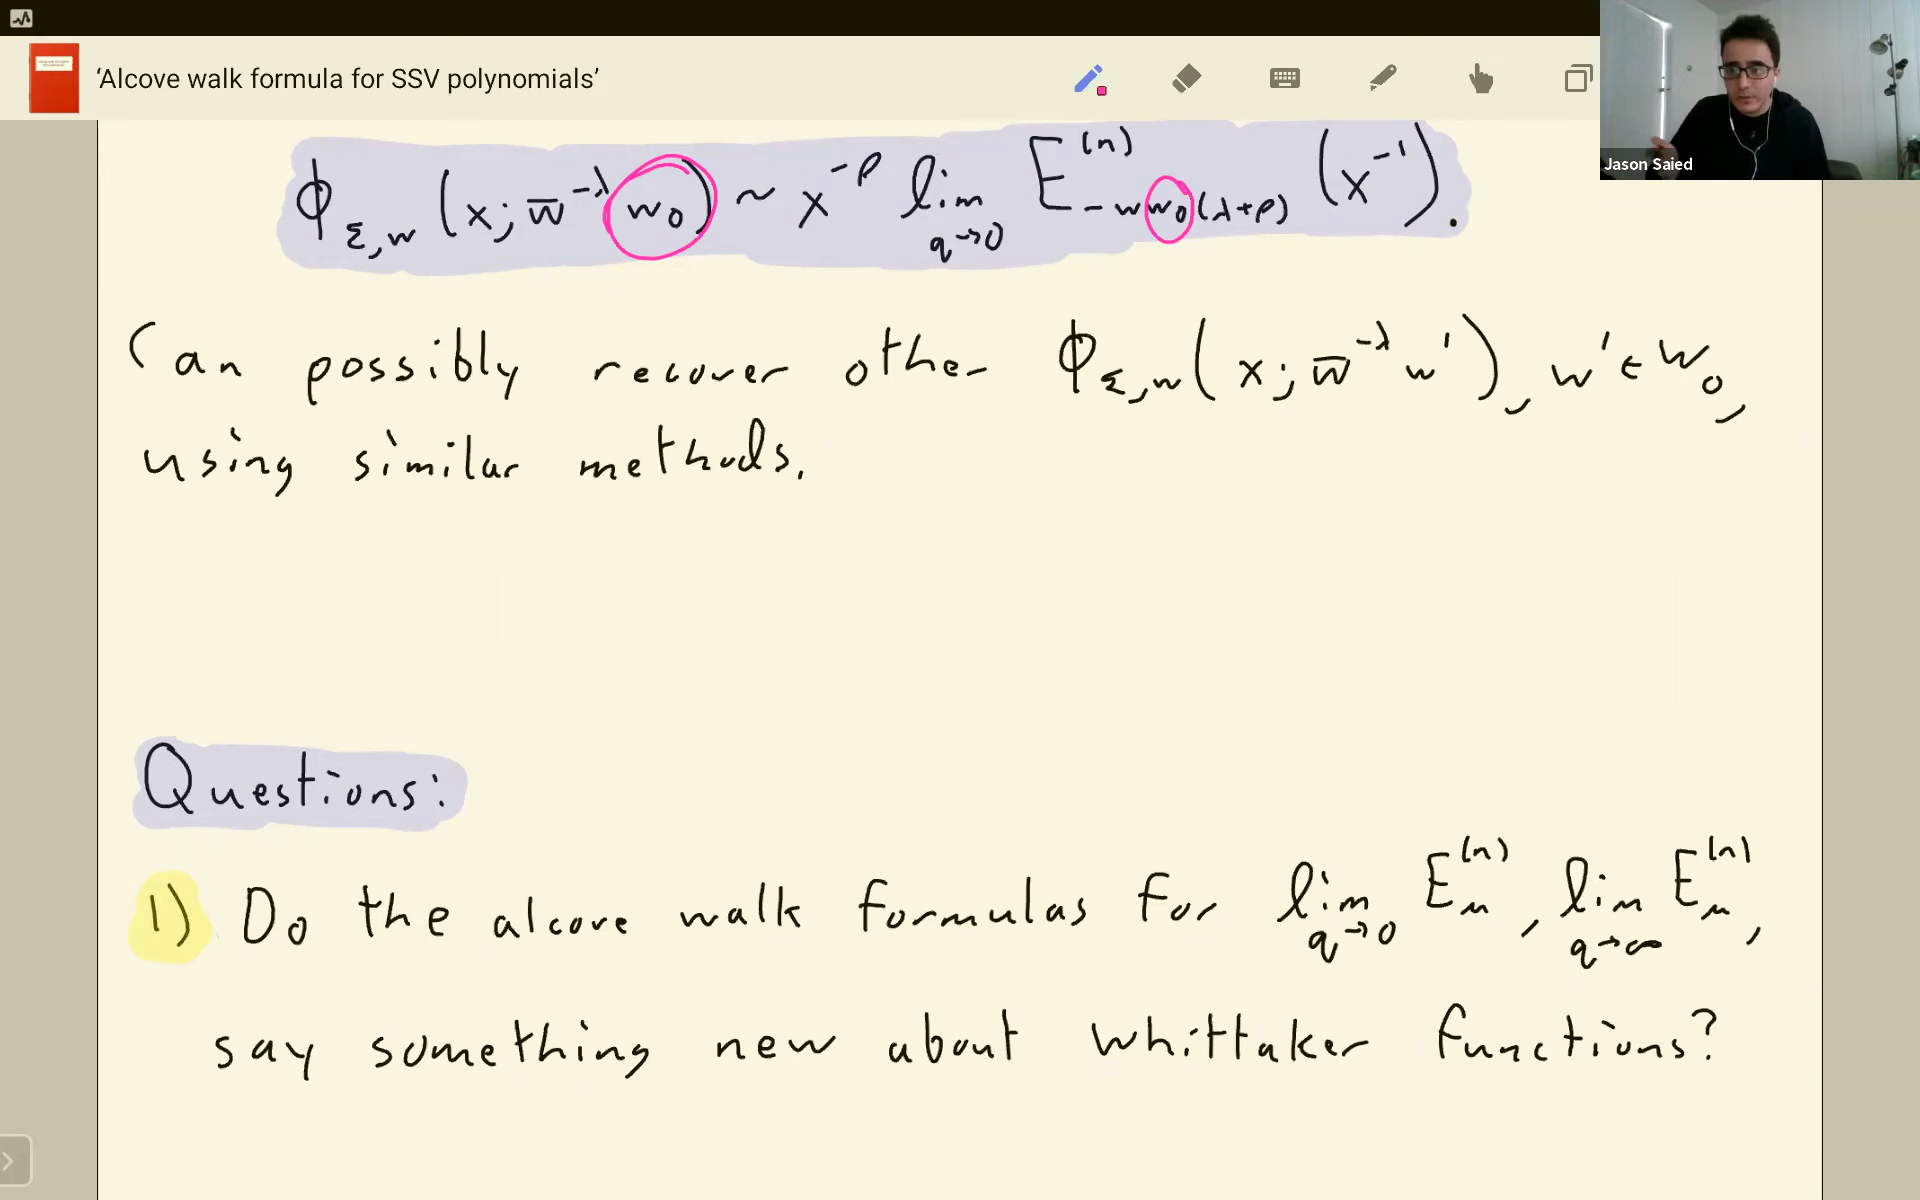 'Alcove walk formula for SSV polynomials'
Jason Saied
ϕ_{Σ,w}(x; ϖ^{-λ} w_0) ~ x^{-ρ} lim_{q→0} E^{(n)}_{-ww_0(λ+ρ)}(x^{-1}).
Can possibly recover other ϕ_{Σ,w}(x; ϖ^{-λ} w'), w' ∈ W_0,
using similar methods.
Questions:
1) Do the alcove walk formulas for lim_{q→0} E^{(n)}_μ, lim_{q→∞} E^{(n)}_μ,
say something new about Whittaker functions?